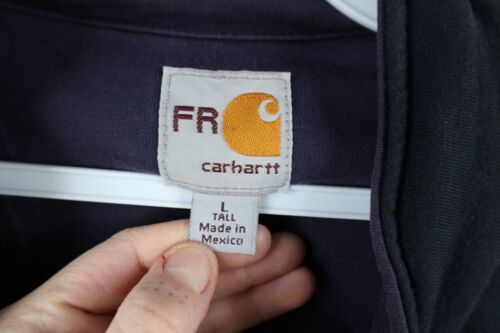 FR
carhartt
L
TALL
Made in
Mexico